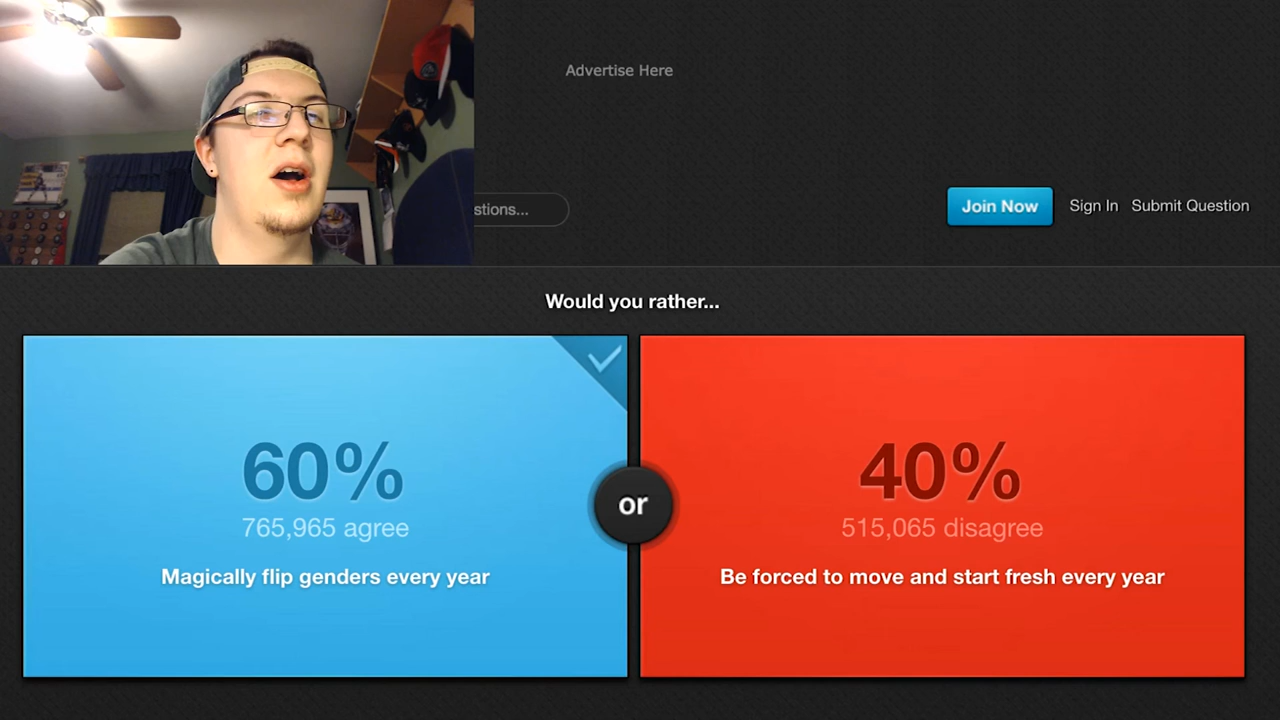 Advertise Here
stions...
Join Now
Sign In
Submit Question
Would you rather...
60%
765,965 agree
Magically flip genders every year
or
40%
515,065 disagree
Be forced to move and start fresh every year